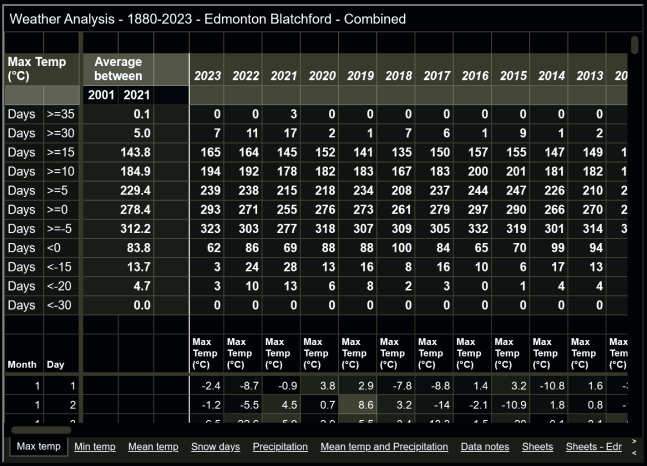 Weather Analysis - 1880-2023 - Edmonton Blatchford - Combined
Max Temp (°C) Average between 2023 2022 2021 2020 2019 2018 2017 2016 2015 2014 2013 20
2001 2021
Days >=35 0.1 0 0 3 0 0 0 0 0 0 0 0
Days >=30 5.0 7 11 17 2 1 7 6 1 9 1 2
Days >=15 143.8 165 164 145 152 141 135 150 157 155 147 149 1
Days >=10 184.9 194 192 178 182 183 167 183 200 201 181 182 1
Days >=5 229.4 239 238 215 218 234 208 237 244 247 226 210 2
Days >=0 278.4 293 271 255 276 273 261 279 297 290 266 270 2
Days >=-5 312.2 323 303 277 318 307 309 305 332 319 301 314 3
Days <0 83.8 62 86 69 88 88 100 84 65 70 99 94
Days <-15 13.7 3 24 28 13 16 8 16 10 6 17 13
Days <-20 4.7 3 10 13 6 8 2 3 0 1 4 4
Days <-30 0.0 0 0 0 0 0 0 0 0 0 0 0
Max Max Max Max Max Max Max Max Max Max Max Max
Temp Temp Temp Temp Temp Temp Temp Temp Temp Temp Temp Tem
Month Day (°C) (°C) (°C) (°C) (°C) (°C) (°C) (°C) (°C) (°C) (°C) (°C)
1 1 -2.4 -8.7 -0.9 3.8 2.9 -7.8 -8.8 1.4 3.2 -10.8 1.6
1 2 -1.2 -5.5 4.5 0.7 8.6 3.2 -14 -2.1 -10.9 1.8 0.8
Max temp Min temp Mean temp Snow days Precipitation Mean temp and Precipitation Data notes Sheets Sheets - Edr